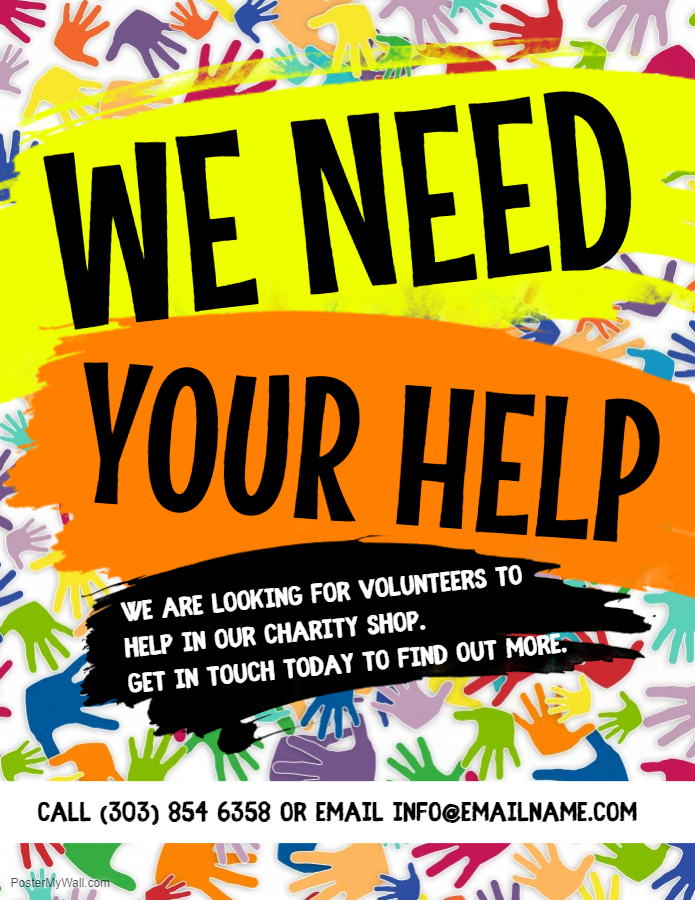 WE NEED
YOUR HELP
WE ARE LOOKING FOR VOLUNTEERS TO
HELP IN OUR CHARITY SHOP.
GET IN TOUCH TODAY TO FIND OUT MORE.
CALL (303) 854 6358 OR EMAIL INFO@EMAILNAME.COM
PosterMyWall.com